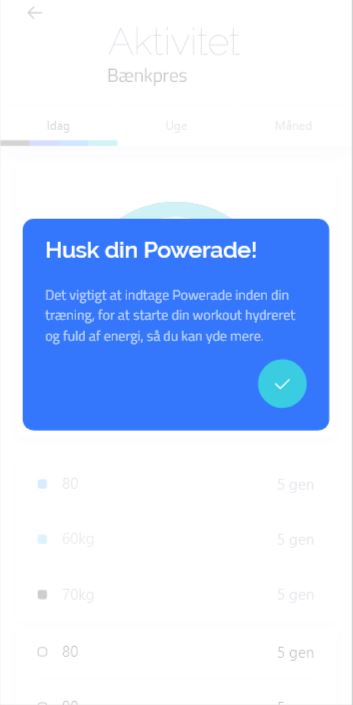 Aktivitet
Bænkpres
Idag Uge Måned
Husk din Powerade!
Det vigtigt at indtage Powerade inden din
træning, for at starte din workout hydreret
og fuld af energi, så du kan yde mere.
80 5 gen
60kg 5 gen
70kg 5 gen
80 5 gen